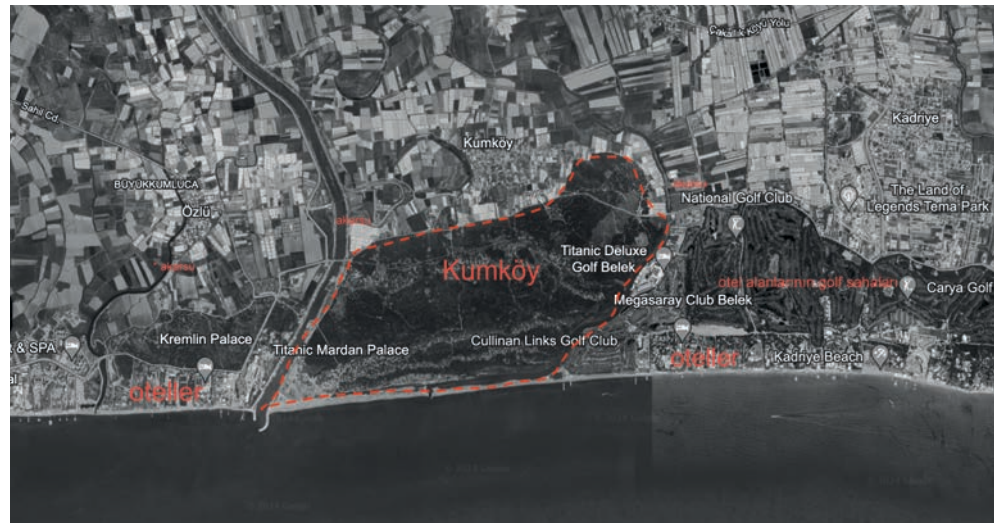 Çakallık Köyü Yolu
Kadriye
Sahil Cd.
Kumköy
BÜYÜKKUMLUCA
Özlü
National Golf Club
The Land of
Legends Tema Park
akarsu
Titanic Deluxe
Golf Belek
Kumköy
otel alanlarının golf sahaları
Carya Golf
Megasaray Club Belek
Kremlin Palace
Cullinan Links Golf Club
& SPA
Titanic Mardan Palace
oteller
Kadriye Beach
oteller